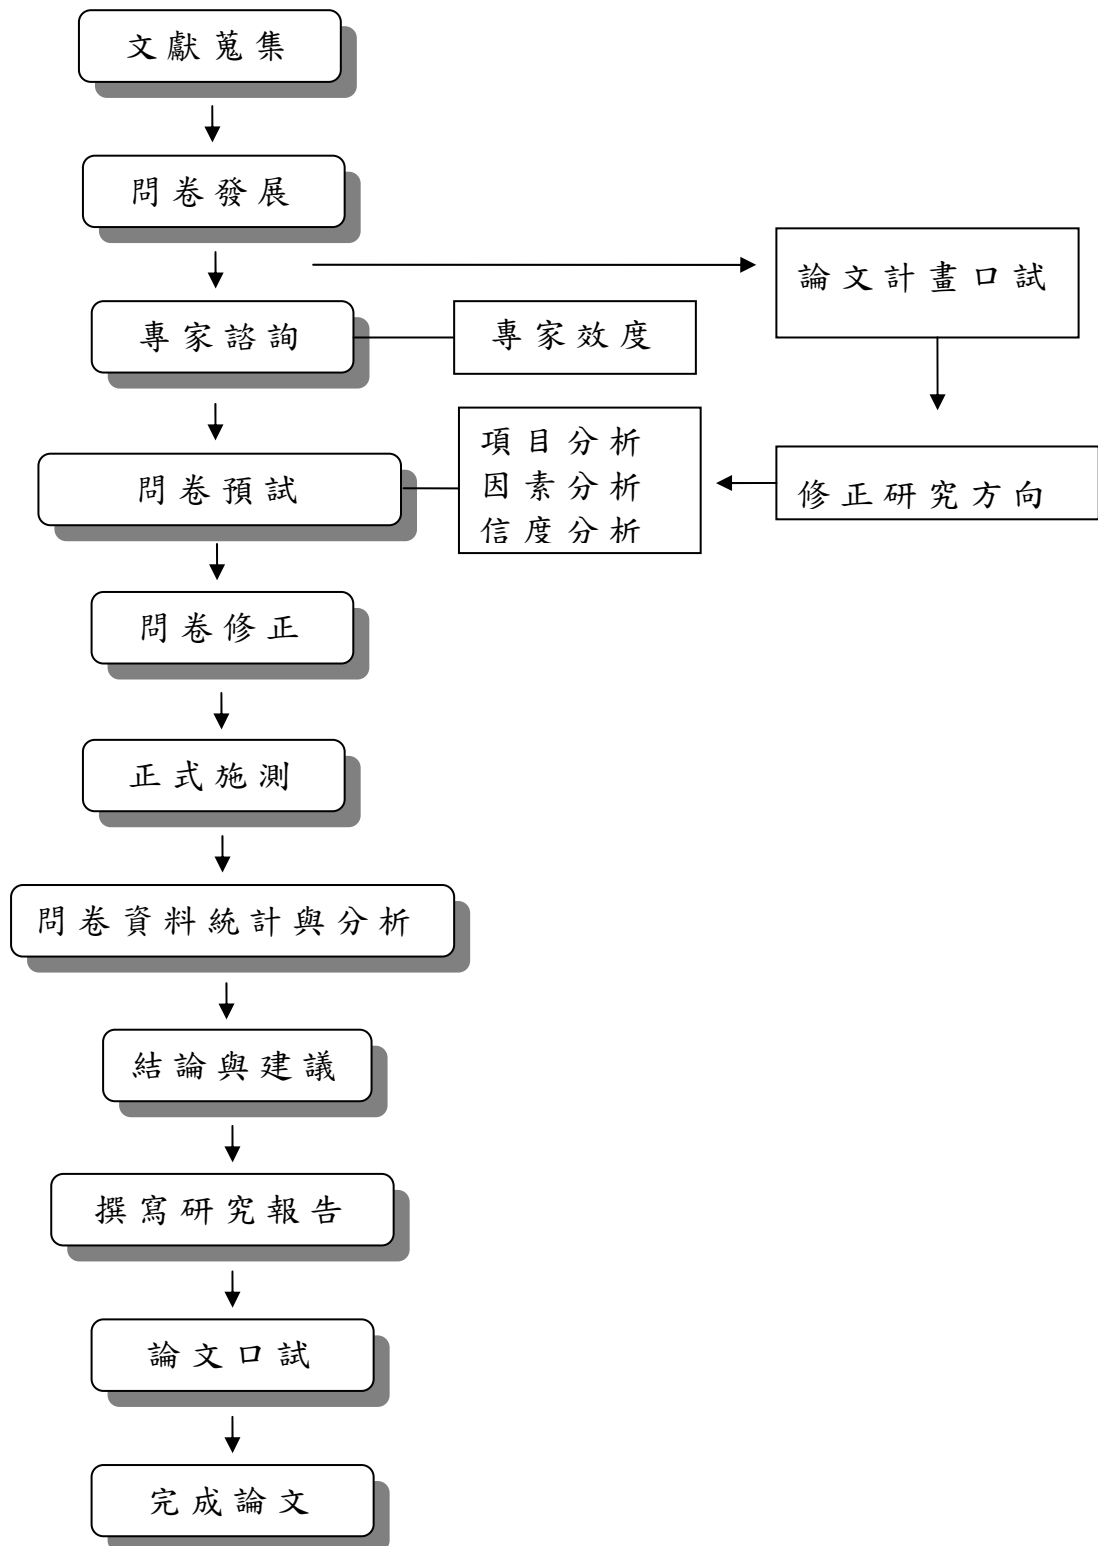 文獻蒐集
問卷發展
論文計畫口試
專家諮詢
專家效度
項目分析
因素分析
信度分析
問卷預試
修正研究方向
問卷修正
正式施測
問卷資料統計與分析
結論與建議
撰寫研究報告
論文口試
完成論文